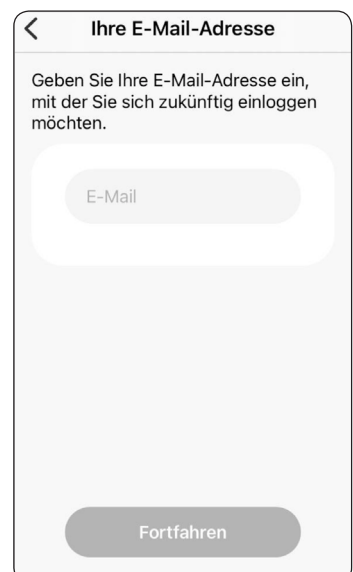 Ihre E-Mail-Adresse
Geben Sie Ihre E-Mail-Adresse ein,
mit der Sie sich zukünftig einloggen
möchten.
E-Mail
Fortfahren